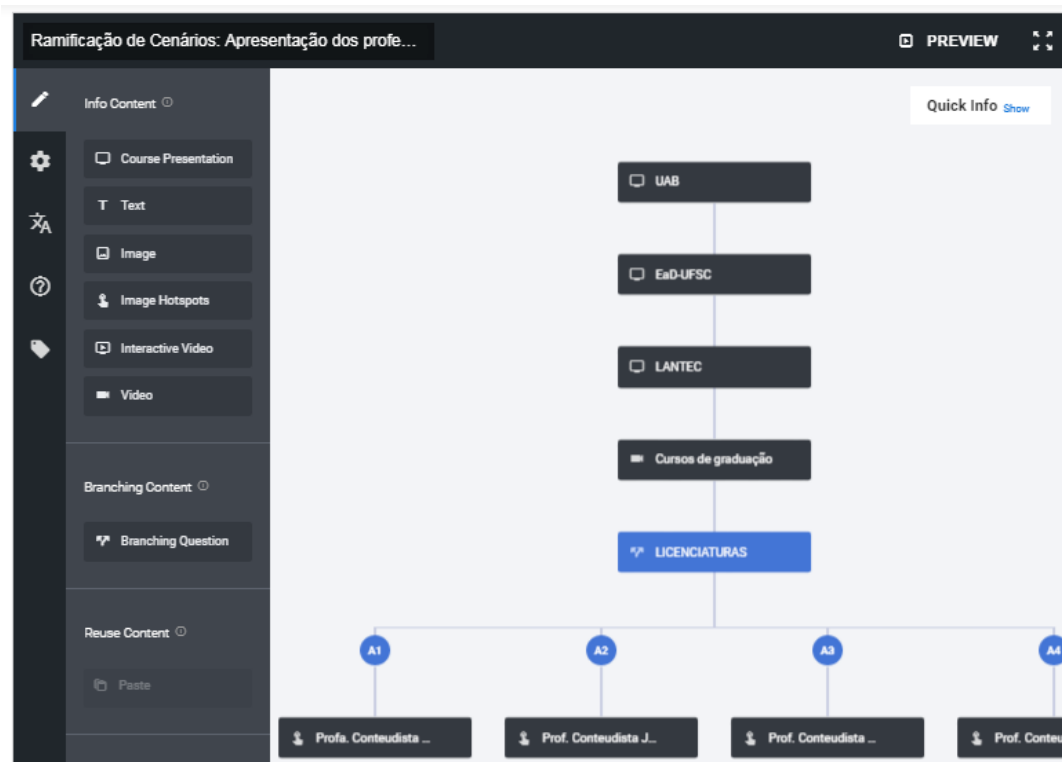 Ramificação de Cenários: Apresentação dos profe...
PREVIEW
Info Content
Quick Info Show
Course Presentation
Text
Image
Image Hotspots
Interactive Video
Video
Branching Content
Branching Question
Reuse Content
Paste
UAB
EaD-UFSC
LANTEC
Cursos de graduação
LICENCIATURAS
A1
A2
A3
A4
Profa. Conteudista ...
Prof. Conteudista J...
Prof. Conteudista ...
Prof. Conteu